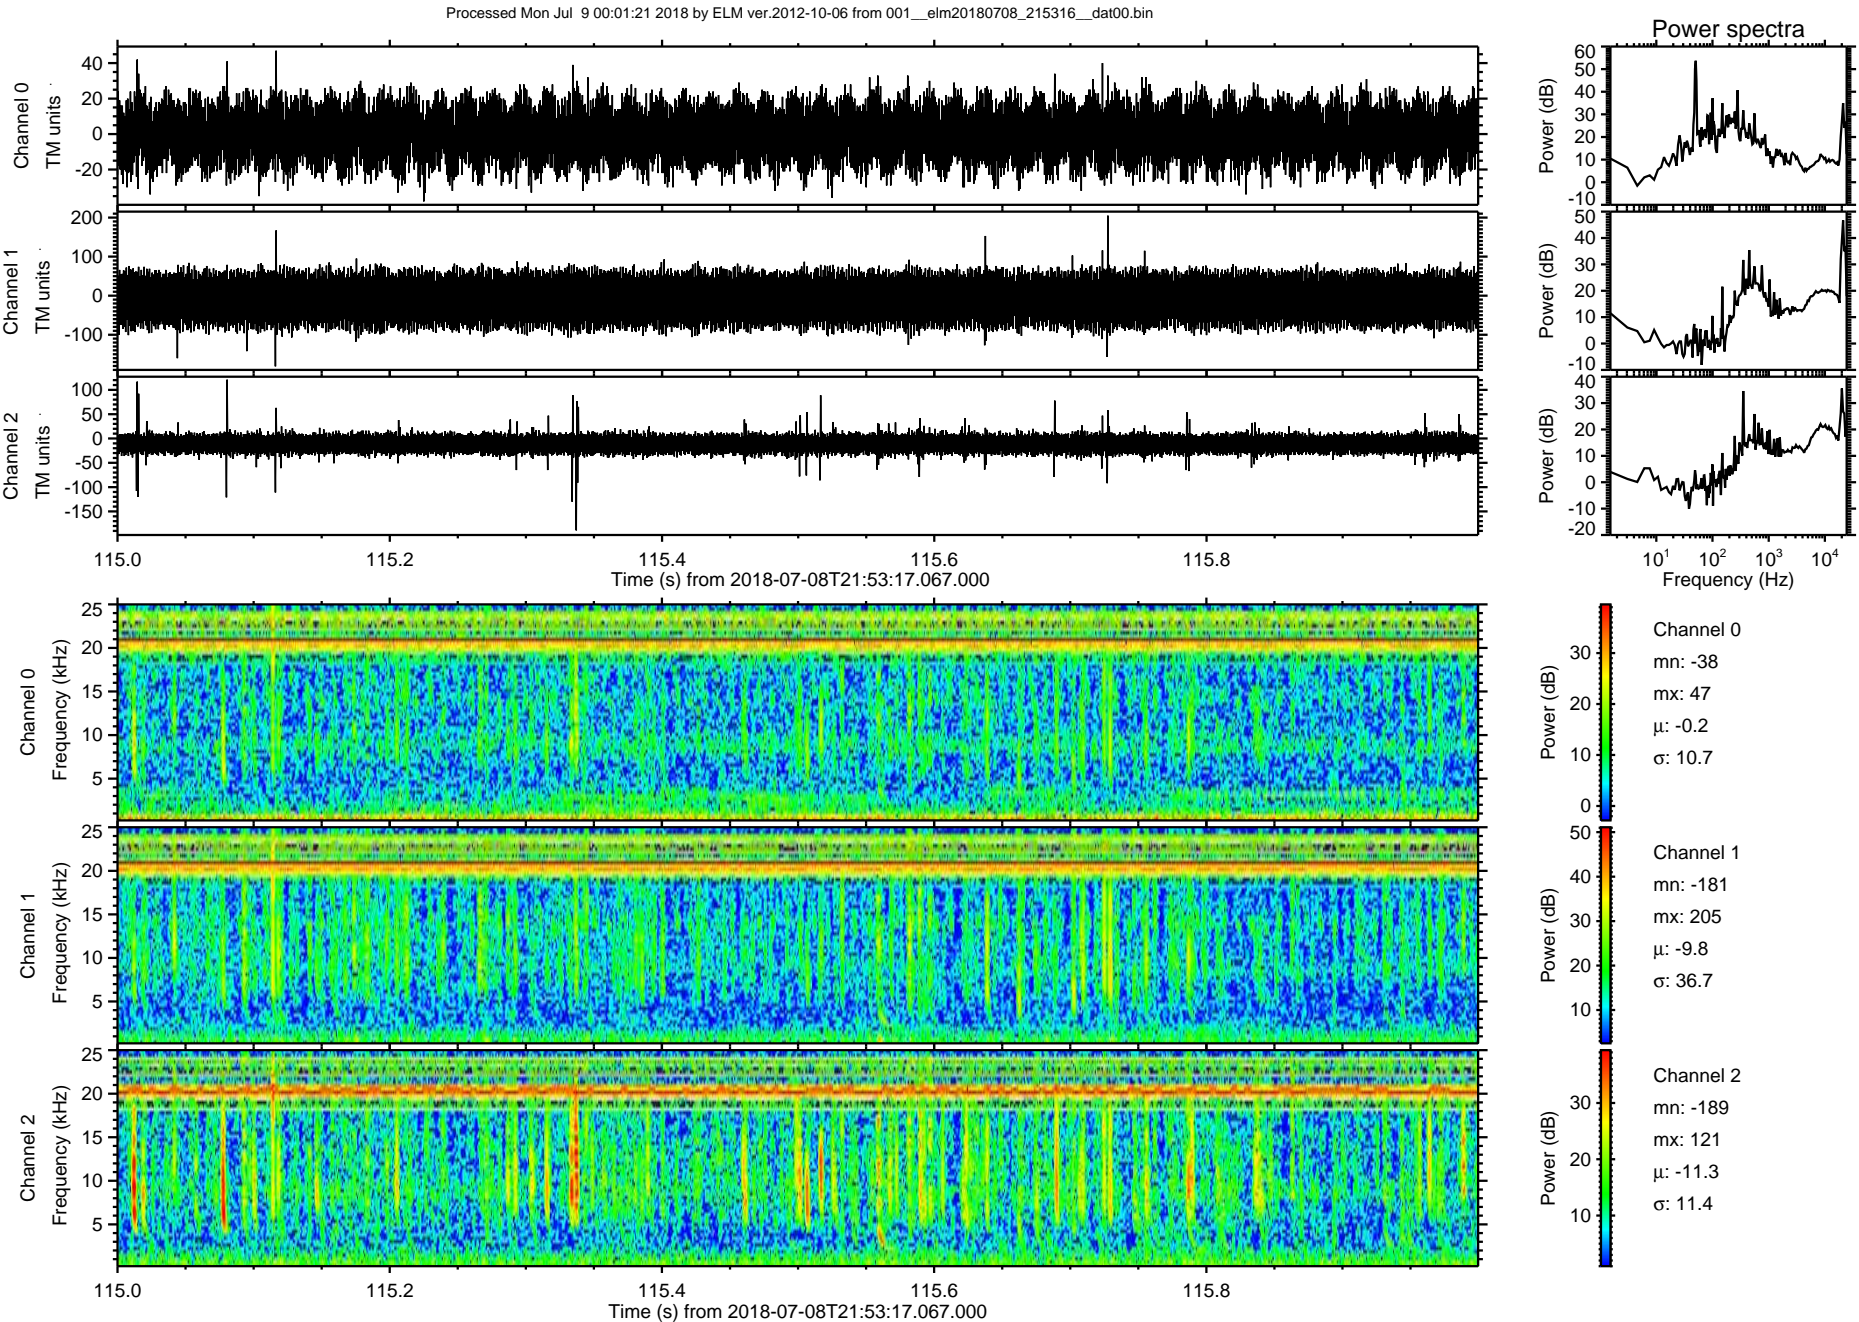 Processed Mon Jul  9 00:01:21 2018 by ELM ver.2012-10-06 from 001__elm20180708_215316__dat00.bin
Power spectra
Channel 0
TM units
40
20
0
-20
Power (dB)
60
50
40
30
20
10
0
-10
Channel 1
TM units
200
100
0
-100
Power (dB)
50
40
30
20
10
0
-10
Channel 2
TM units
100
50
0
-50
-100
-150
Power (dB)
40
30
20
10
0
-10
-20
115.0 115.2 115.4 115.6 115.8
Time (s) from 2018-07-08T21:53:17.067.000
10¹ 10² 10³ 10⁴
Frequency (Hz)
Channel 0
Frequency (kHz)
25
20
15
10
5
Power (dB)
30
20
10
0
Channel 0
mn: -38
mx: 47
µ: -0.2
σ: 10.7
Channel 1
Frequency (kHz)
25
20
15
10
5
Power (dB)
50
40
30
20
10
Channel 1
mn: -181
mx: 205
µ: -9.8
σ: 36.7
Channel 2
Frequency (kHz)
25
20
15
10
5
Power (dB)
30
20
10
Channel 2
mn: -189
mx: 121
µ: -11.3
σ: 11.4
115.0 115.2 115.4 115.6 115.8
Time (s) from 2018-07-08T21:53:17.067.000